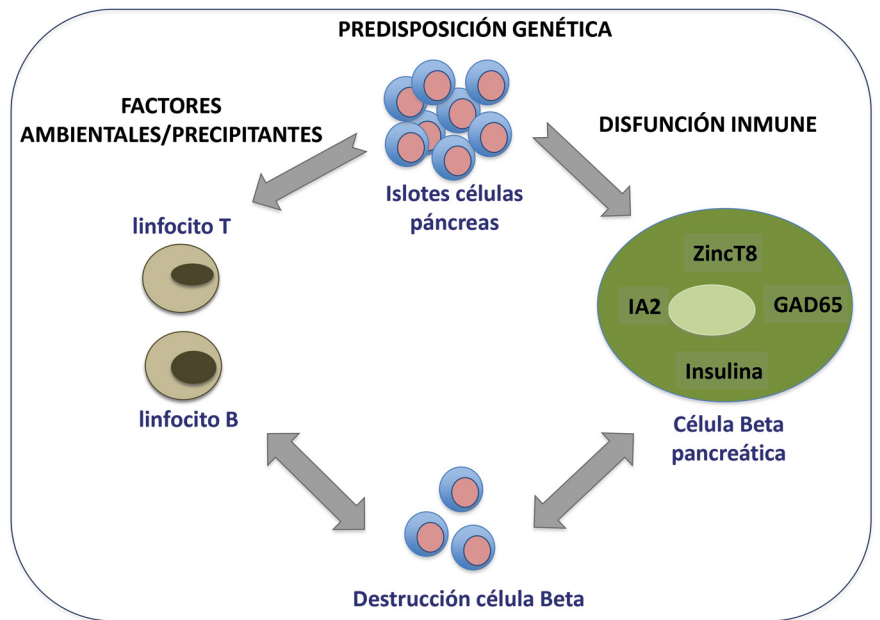 PREDISPOSICIÓN GENÉTICA
FACTORES
AMBIENTALES/PRECIPITANTES
DISFUNCIÓN INMUNE
Islotes células
páncreas
linfocito T
linfocito B
ZincT8
IA2
GAD65
Insulina
Célula Beta
pancreática
Destrucción célula Beta